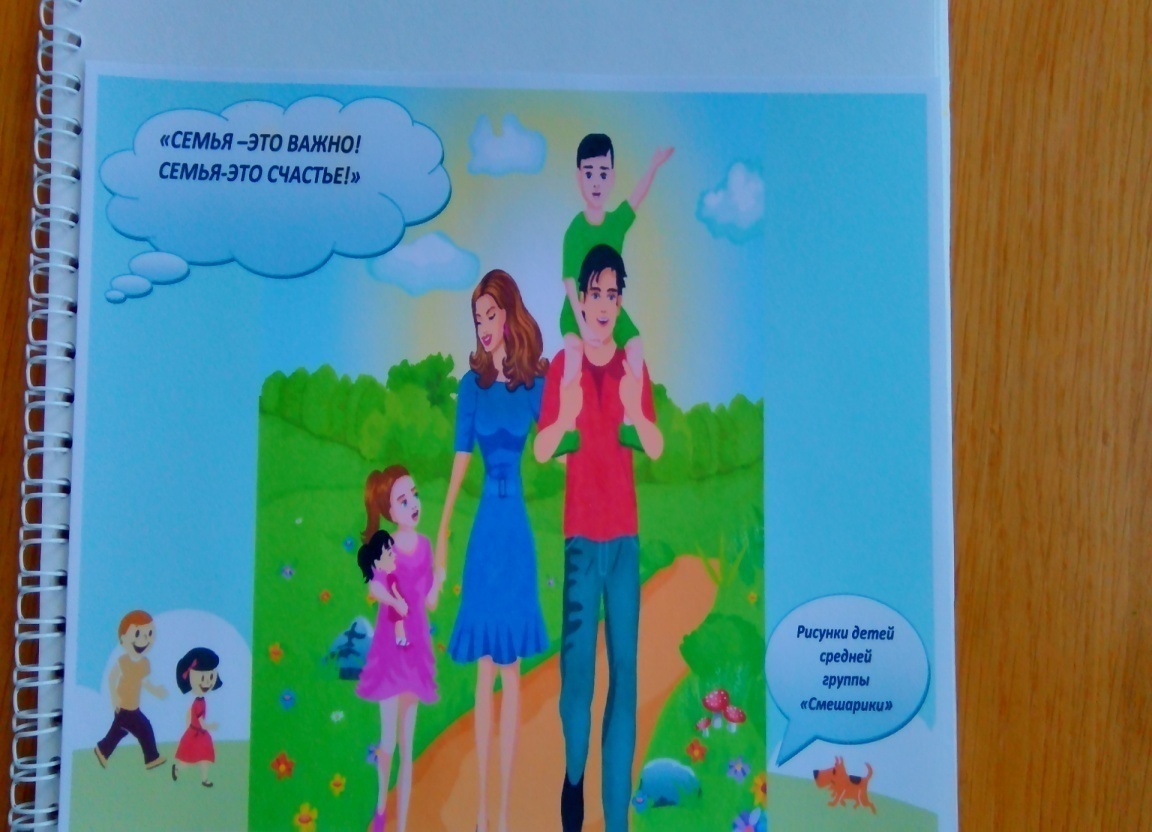 «СЕМЬЯ –ЭТО ВАЖНО!
СЕМЬЯ-ЭТО СЧАСТЬЕ!»
Рисунки детей
средней
группы
«Смешарики»